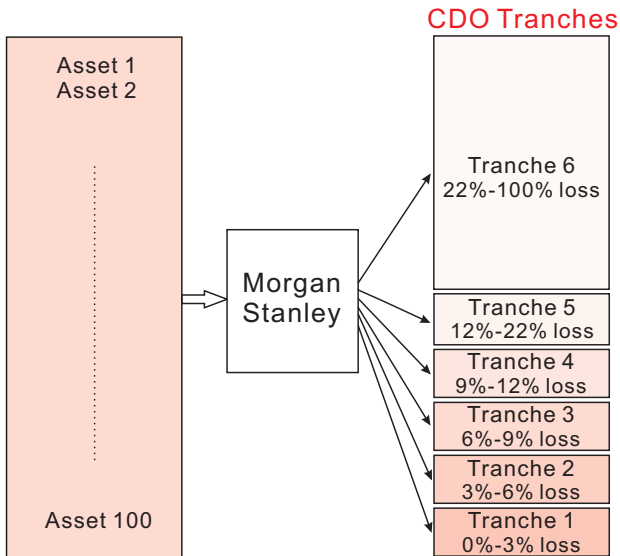 CDO Tranches
Asset 1
Asset 2
Asset 100
Morgan
Stanley
Tranche 6
22%-100% loss
Tranche 5
12%-22% loss
Tranche 4
9%-12% loss
Tranche 3
6%-9% loss
Tranche 2
3%-6% loss
Tranche 1
0%-3% loss